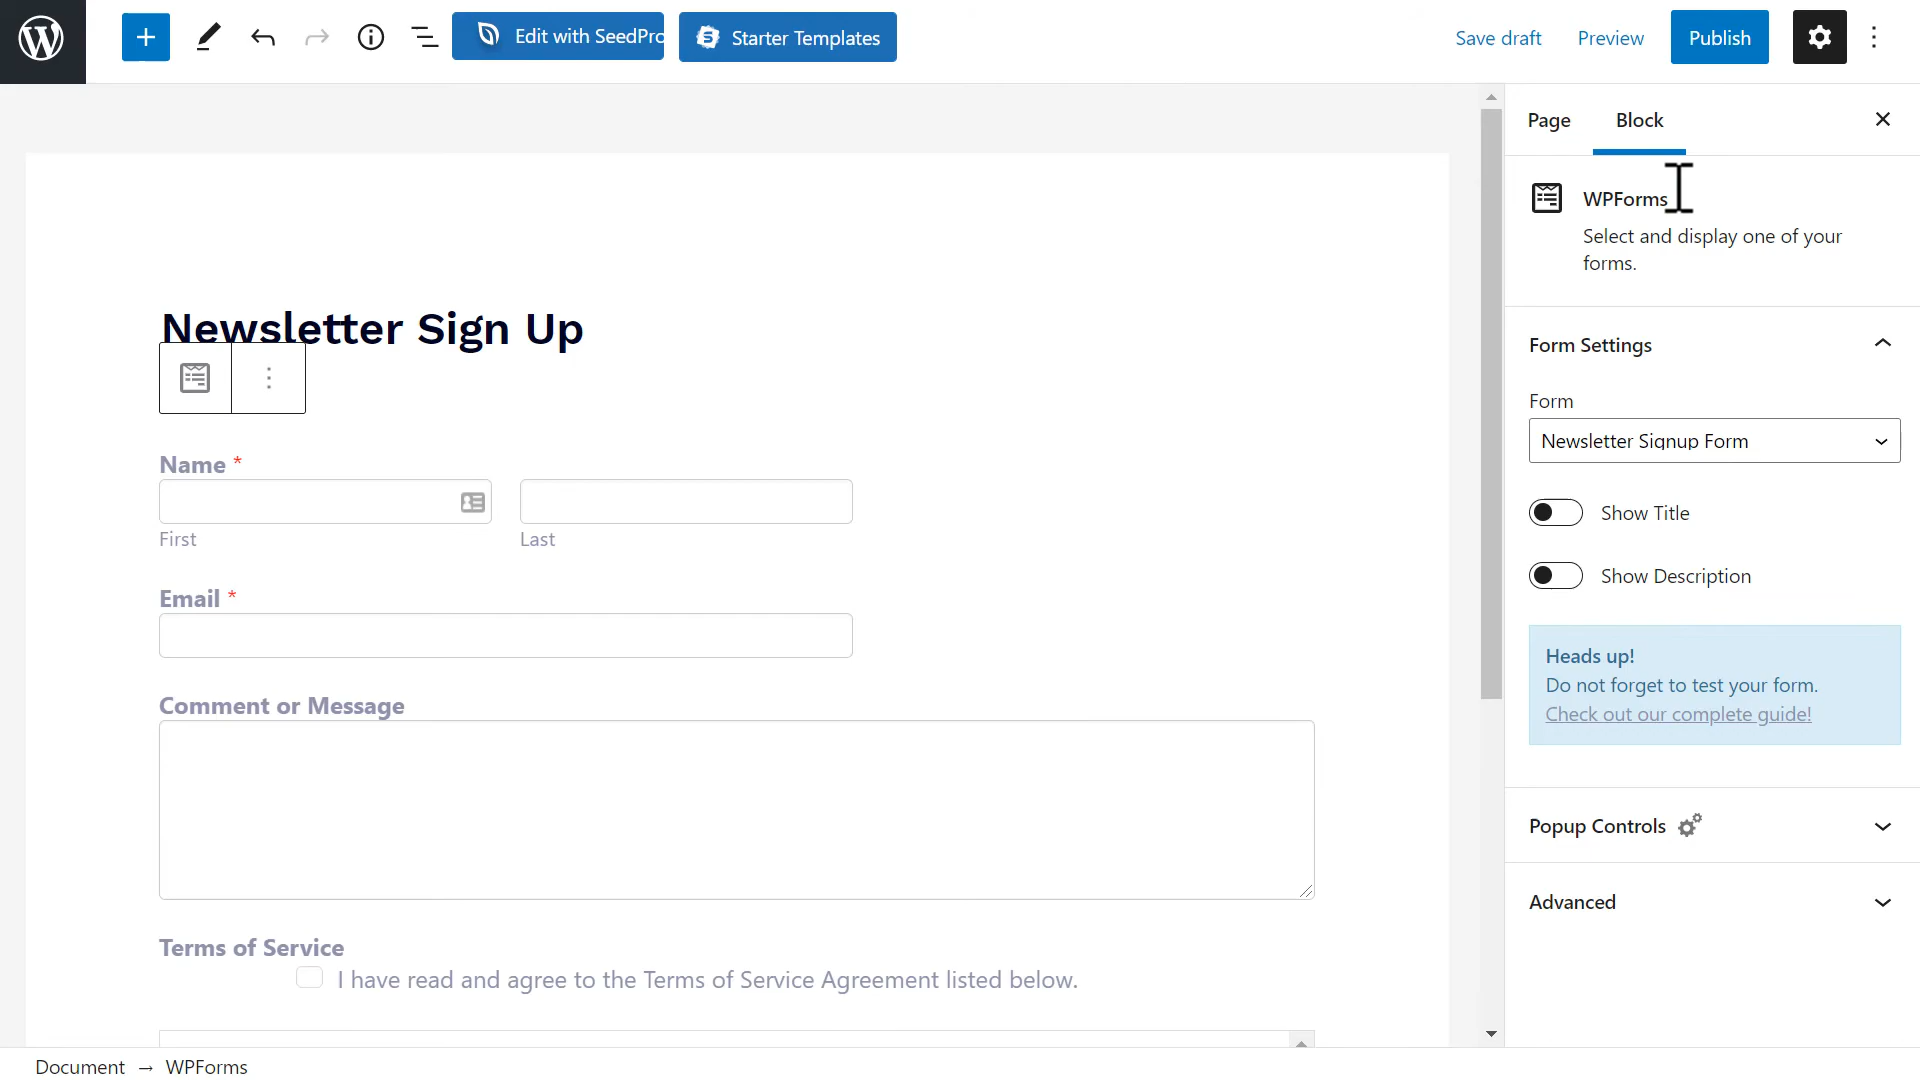 Edit with SeedPro
Starter Templates
Save draft
Preview
Publish
Page
Block
WPForms
Select and display one of your
forms.
Form Settings
Form
Newsletter Signup Form
Show Title
Show Description
Heads up!
Do not forget to test your form.
Check out our complete guide!
Popup Controls
Advanced
Newsletter Sign Up
Name *
First
Last
Email *
Comment or Message
Terms of Service
I have read and agree to the Terms of Service Agreement listed below.
Document → WPForms